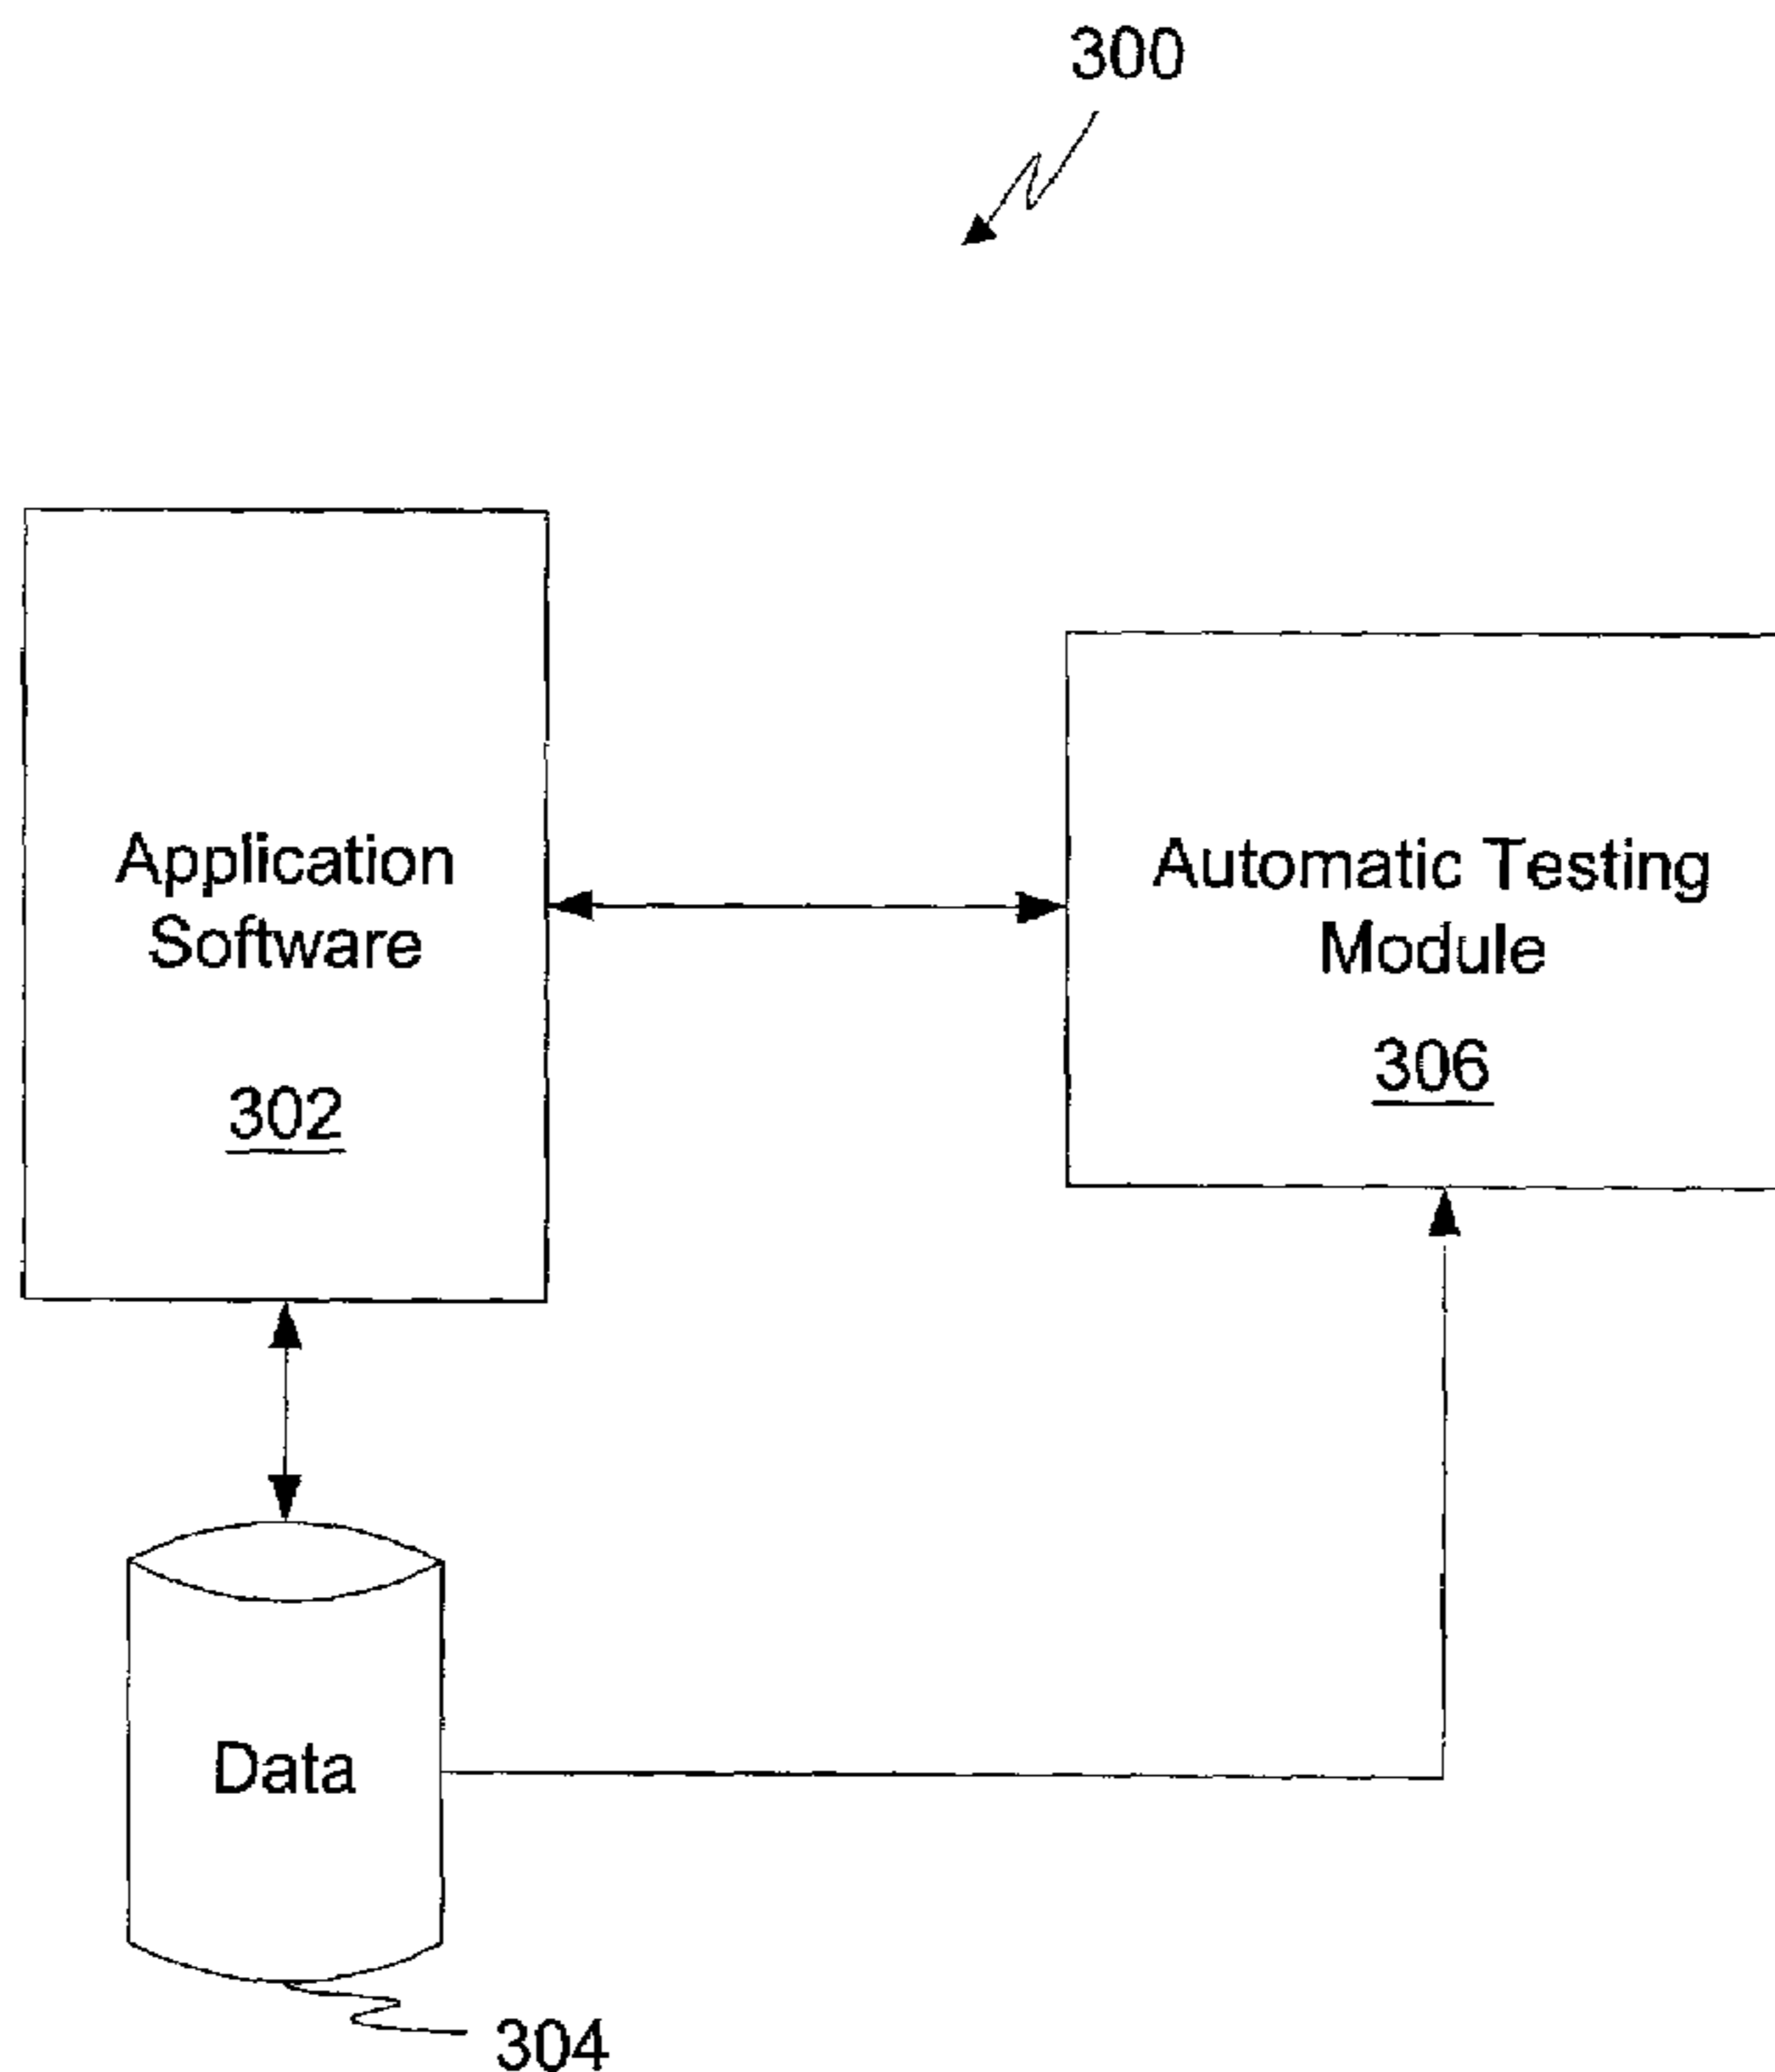 300
Application
Software
302
Automatic Testing
Module
306
Data
304